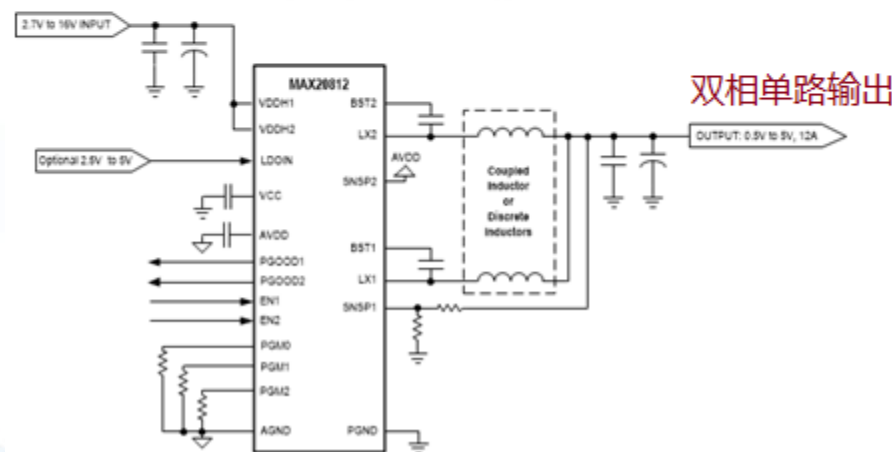 2.7V to 16V INPUT
MAX20812
双相单路输出
VDDH1
BST2
VDDH2
LX2
OUTPUT: 0.5V to 5V, 12A
Optional 2.5V to 5V
LDOIN
AVDD
SNSP2
Coupled
Inductor
or
Discrete
Inductors
VCC
AVDD
BST1
PGOOD1
PGOOD2
LX1
EN1
SNSP1
EN2
PGM0
PGM1
PGM2
AGND
PGND